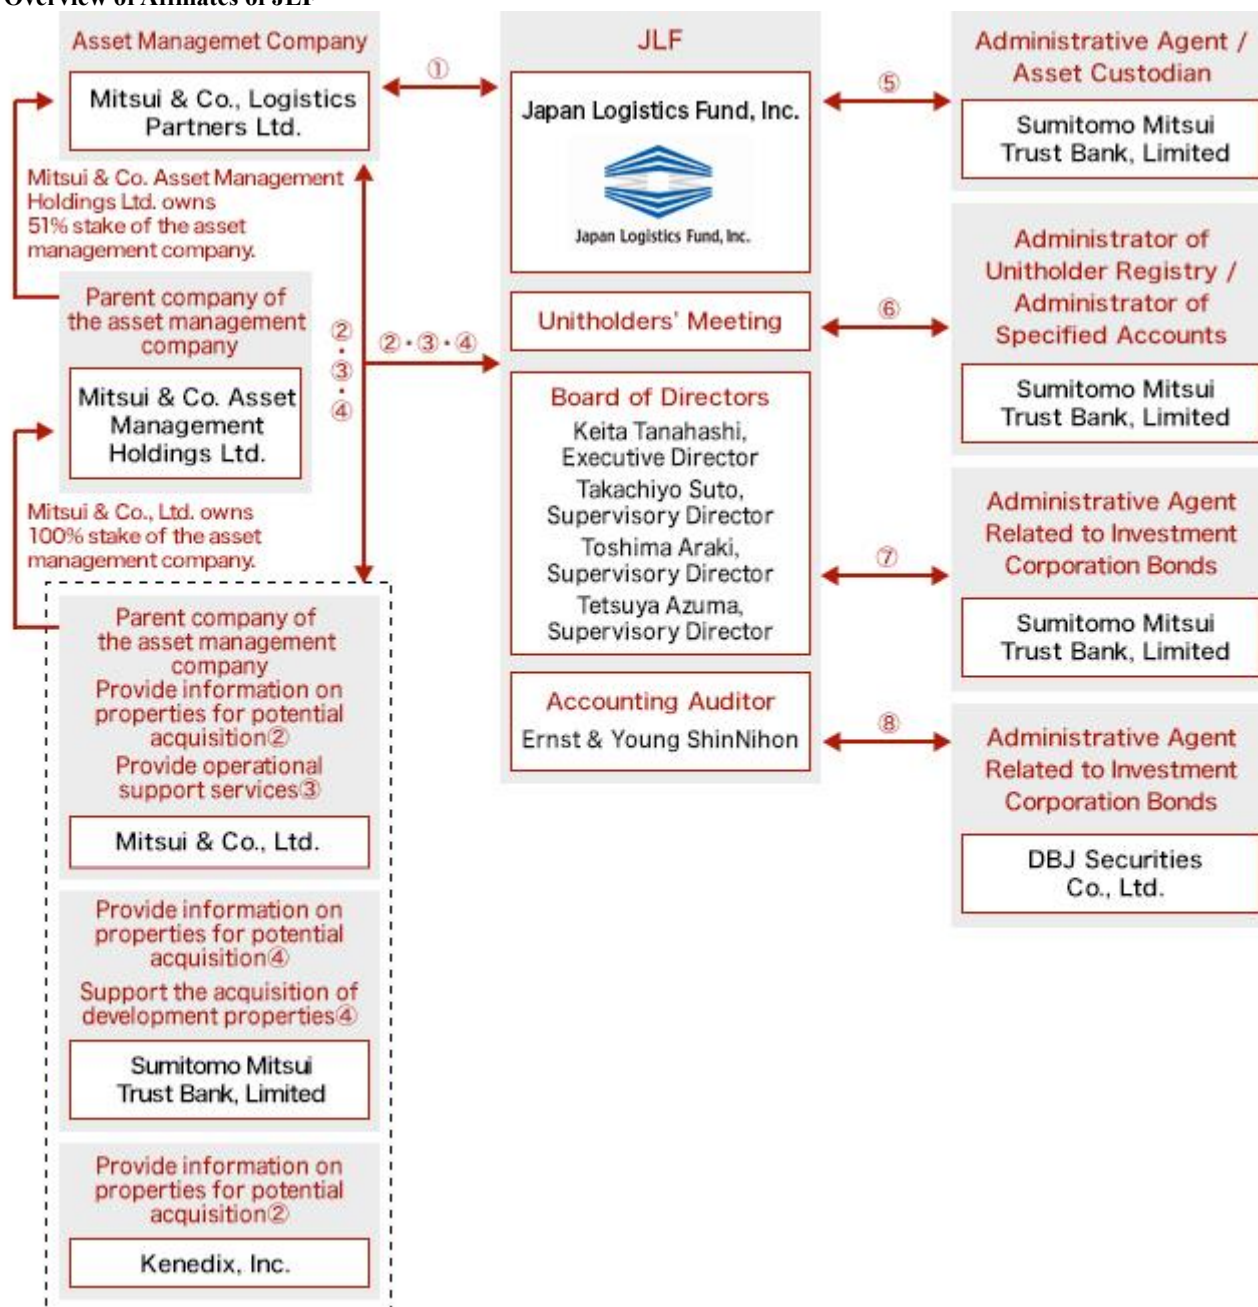 Overview of Affiliates of JLF
Asset Managemet Company
Mitsui & Co., Logistics
Partners Ltd.
①
Mitsui & Co. Asset Management
Holdings Ltd. owns
51% stake of the asset
management company.
Parent company of
the asset management
company
Mitsui & Co. Asset
Management
Holdings Ltd.
②・③・④
②・③・④
Mitsui & Co., Ltd. owns
100% stake of the asset
management company.
Parent company of
the asset management
company
Provide information on
properties for potential
acquisition②
Provide operational
support services③
Mitsui & Co., Ltd.
Provide information on
properties for potential
acquisition④
Support the acquisition of
development properties④
Sumitomo Mitsui
Trust Bank, Limited
Provide information on
properties for potential
acquisition②
Kenedix, Inc.
JLF
Japan Logistics Fund, Inc.
Japan Logistics Fund, Inc.
Unitholders' Meeting
Board of Directors
Keita Tanahashi,
Executive Director
Takachiyo Suto,
Supervisory Director
Toshima Araki,
Supervisory Director
Tetsuya Azuma,
Supervisory Director
Accounting Auditor
Ernst & Young ShinNihon
⑤
Administrative Agent /
Asset Custodian
Sumitomo Mitsui
Trust Bank, Limited
⑥
Administrator of
Unitholder Registry /
Administrator of
Specified Accounts
Sumitomo Mitsui
Trust Bank, Limited
⑦
Administrative Agent
Related to Investment
Corporation Bonds
Sumitomo Mitsui
Trust Bank, Limited
⑧
Administrative Agent
Related to Investment
Corporation Bonds
DBJ Securities
Co., Ltd.